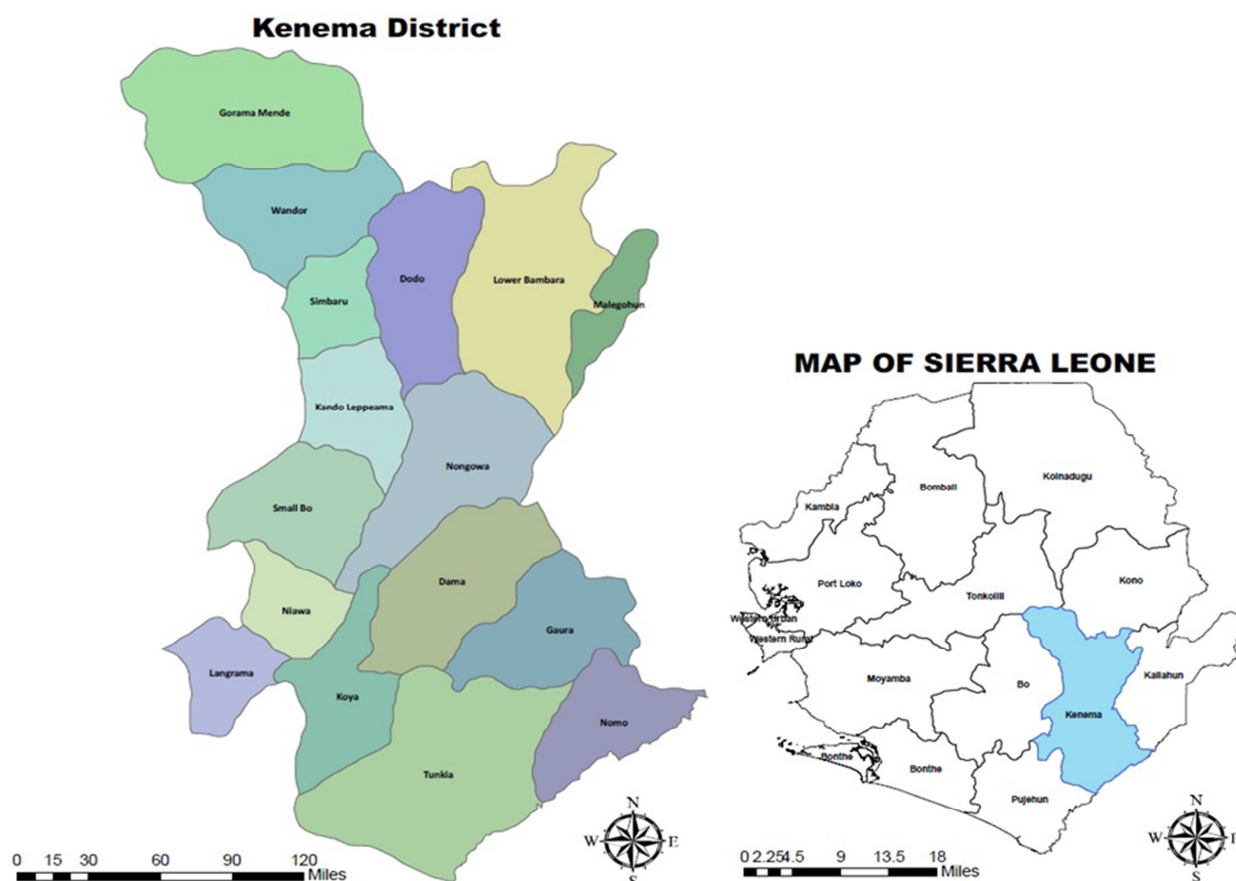 Kenema District
Gorama Mende
Wandor
Dodo
Lower Bambara
Simbaru
Malegohun
Kando Leppeama
Nongowa
Small Bo
Dama
Niawa
Gaura
Langrama
Koya
Nomo
Tunkia
N
W E
S
0 15 30 60 90 120
Miles
MAP OF SIERRA LEONE
Koinadugu
Bombali
Kambia
Kono
Port Loko
Tonkolili
Western Urban
Western Rural
Moyamba
Bo
Kailahun
Kenema
Bonthe
Bonthe
Pujehun
N
W E
S
0 2.25 4.5 9 13.5 18
Miles